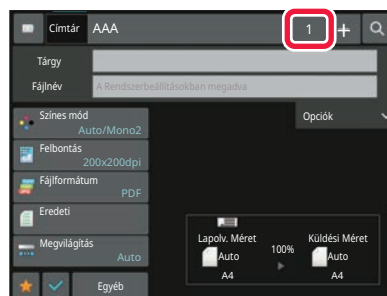 Címtár AAA 1 +
Tárgy
Fájlnév A Rendszerbeállításokban megadva
Színes mód
Auto/Mono2
Opciók
Felbontás
200x200dpi
Fájlformátum
PDF
Eredeti
Megvilágítás
Auto
Lapolv. Méret
Auto
A4
100%
Küldési Méret
Auto
A4
Egyéb